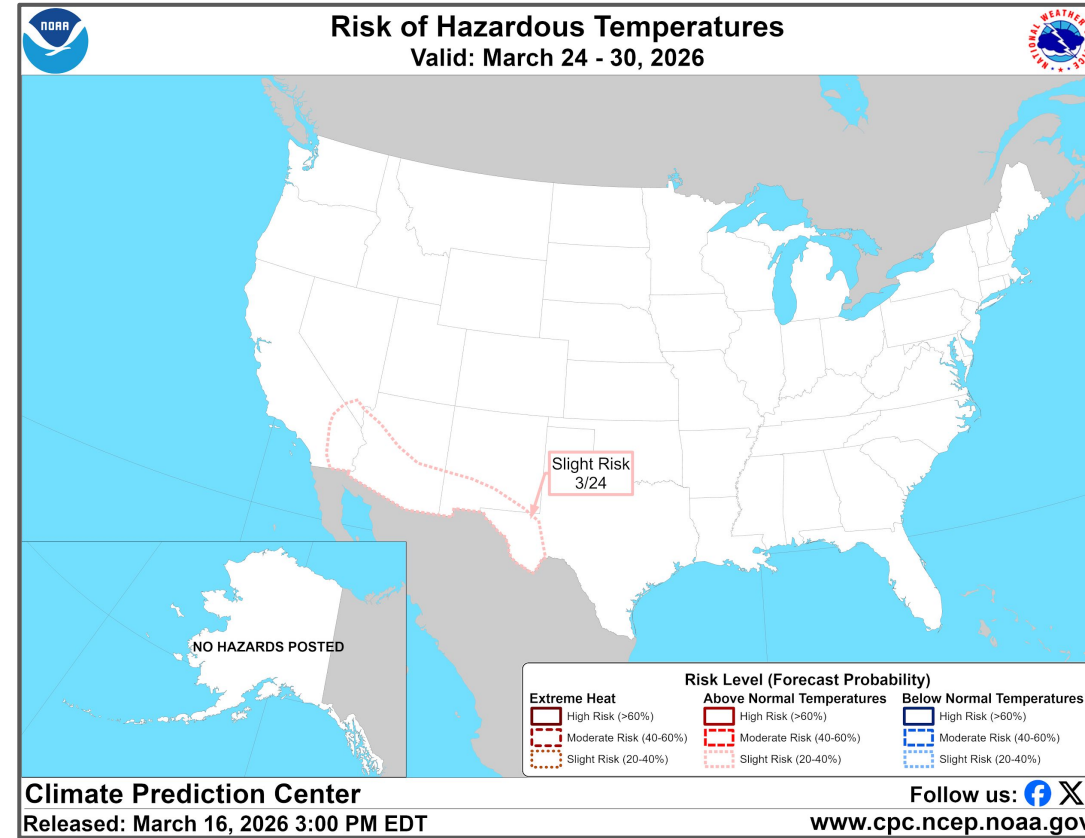 NOAA
Risk of Hazardous Temperatures
Valid: March 24 - 30, 2026
NATIONAL WEATHER SERVICE
Slight Risk
3/24
NO HAZARDS POSTED
Risk Level (Forecast Probability)
Extreme Heat
High Risk (>60%)
Moderate Risk (40-60%)
Slight Risk (20-40%)
Above Normal Temperatures
High Risk (>60%)
Moderate Risk (40-60%)
Slight Risk (20-40%)
Below Normal Temperatures
High Risk (>60%)
Moderate Risk (40-60%)
Slight Risk (20-40%)
Climate Prediction Center
Follow us:
Released: March 16, 2026 3:00 PM EDT
www.cpc.ncep.noaa.gov